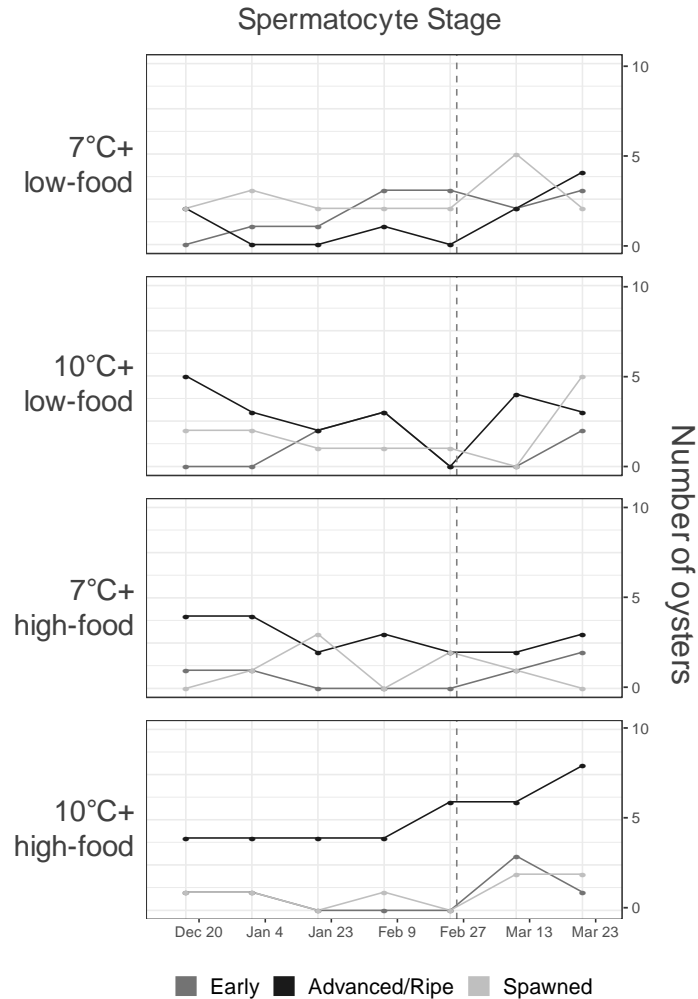 Spermatocyte Stage
7°C+
low-food
10
5
0
10°C+
low-food
10
5
0
Number of oysters
7°C+
high-food
10
5
0
10°C+
high-food
10
5
0
Dec 20 Jan 4 Jan 23 Feb 9 Feb 27 Mar 13 Mar 23
Early Advanced/Ripe Spawned